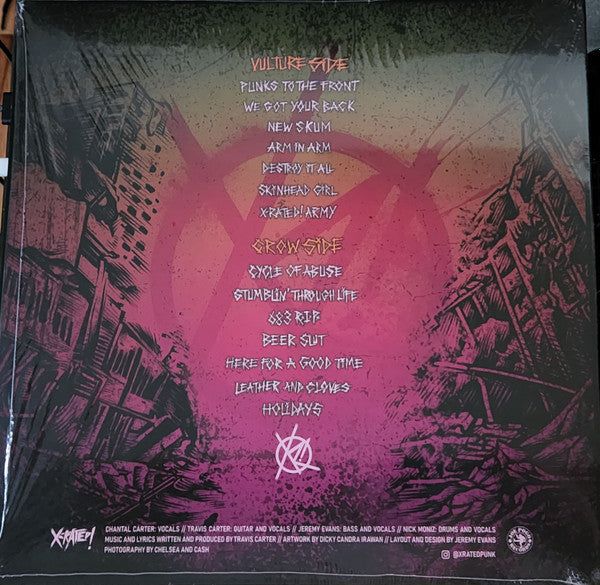 VULTURE SIDE
PUNKS TO THE FRONT
WE GOT YOUR BACK
NEW SKUM
ARM IN ARM
DESTROY IT ALL
SKINHEAD GIRL
X-RATED! ARMY
CROW SIDE
CYCLE OF ABUSE
STUMBLIN' THROUGH LIFE
683 R.I.P.
BEER SLUT
HERE FOR A GOOD TIME
LEATHER AND GLOVES
HOLIDAYS
X-RATED!
CHANTAL CARTER: VOCALS // TRAVIS CARTER: GUITAR AND VOCALS // JEREMY EVANS: BASS AND VOCALS // NICK MONIZ: DRUMS AND VOCALS
MUSIC AND LYRICS WRITTEN AND PRODUCED BY TRAVIS CARTER // ARTWORK BY DICKY CANDRA IRAWAN // LAYOUT AND DESIGN BY JEREMY EVANS
PHOTOGRAPHY BY CHELSEA AND CASH
@XRATEDPUNK